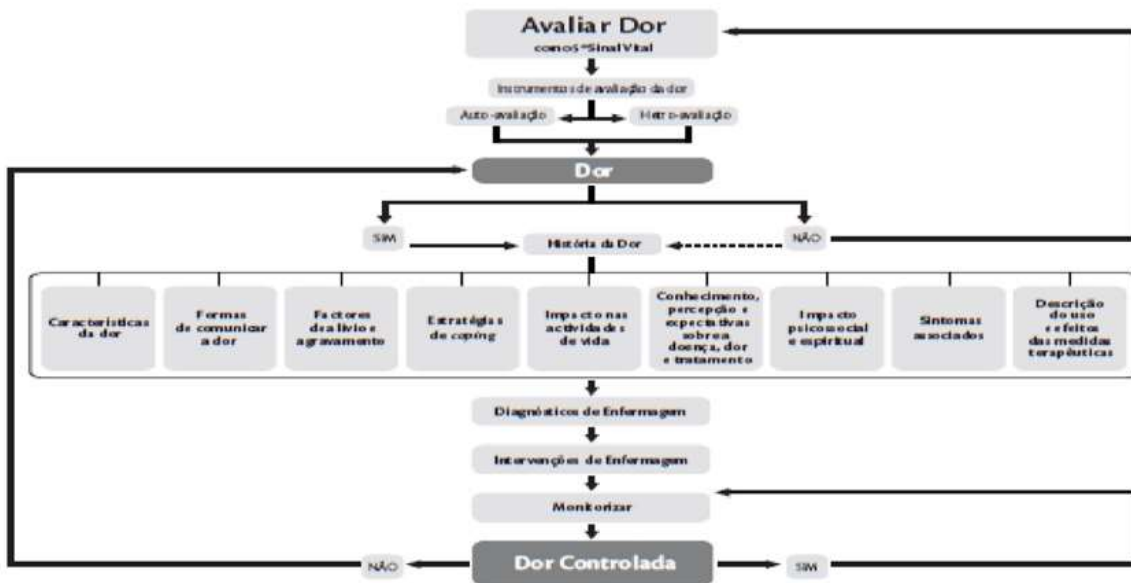 Avaliar Dor
como 5º Sinal Vital
Instrumentos de avaliação da dor
Auto-avaliação
Hetro-avaliação
Dor
SIM
História da Dor
NÃO
Características
da dor
Formas
de comunicar
a dor
Factores
de alívio e
agravamento
Estratégias
de coping
Impacto nas
actividades
de vida
Conhecimento,
percepção e
expectativas
sobre a
doença, dor
e tratamento
Impacto
psicossocial
e espiritual
Sintomas
associados
Descrição
do uso
e efeitos
das medidas
terapêuticas
Diagnósticos de Enfermagem
Intervenções de Enfermagem
Monitorizar
NÃO
Dor Controlada
SIM